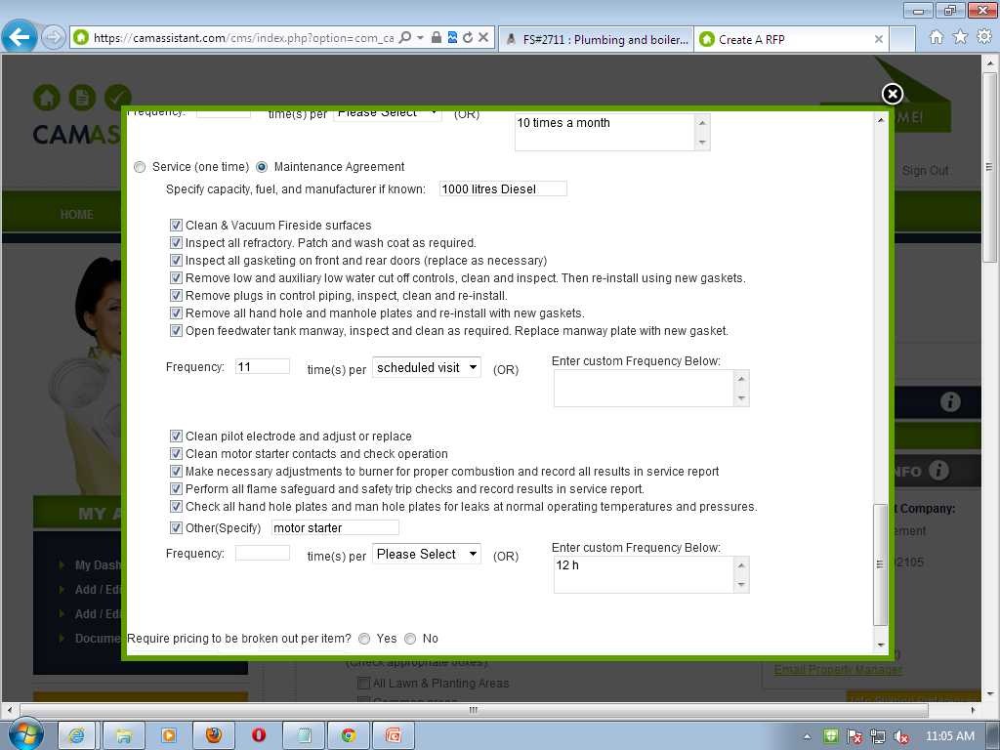 https://camassistant.com/cms/index.php?option=com_ca
FS#2711 : Plumbing and boiler...
Create A RFP
CAMAS
ME!
Sign Out
HOME
Frequency:
time(s) per
Please Select
(OR)
10 times a month
Service (one time)
Maintenance Agreement
Specify capacity, fuel, and manufacturer if known:
1000 litres Diesel
Clean & Vacuum Fireside surfaces
Inspect all refractory. Patch and wash coat as required.
Inspect all gasketing on front and rear doors (replace as necessary)
Remove low and auxiliary low water cut off controls, clean and inspect. Then re-install using new gaskets.
Remove plugs in control piping, inspect, clean and re-install.
Remove all hand hole and manhole plates and re-install with new gaskets.
Open feedwater tank manway, inspect and clean as required. Replace manway plate with new gasket.
Frequency:
11
time(s) per
scheduled visit
(OR)
Enter custom Frequency Below:
Clean pilot electrode and adjust or replace
Clean motor starter contacts and check operation
Make necessary adjustments to burner for proper combustion and record all results in service report
Perform all flame safeguard and safety trip checks and record results in service report.
Check all hand hole plates and man hole plates for leaks at normal operating temperatures and pressures.
Other(Specify)
motor starter
Frequency:
time(s) per
Please Select
(OR)
Enter custom Frequency Below:
12 h
Require pricing to be broken out per item?
Yes
No
MY A
My Dash
Add / Edi
Add / Edi
Docume
NFO
t Company:
ement
92105
)
Email Property Manager
Info Sharing Preferences
(Check appropriate boxes):
All Lawn & Planting Areas
Common areas
11:05 AM